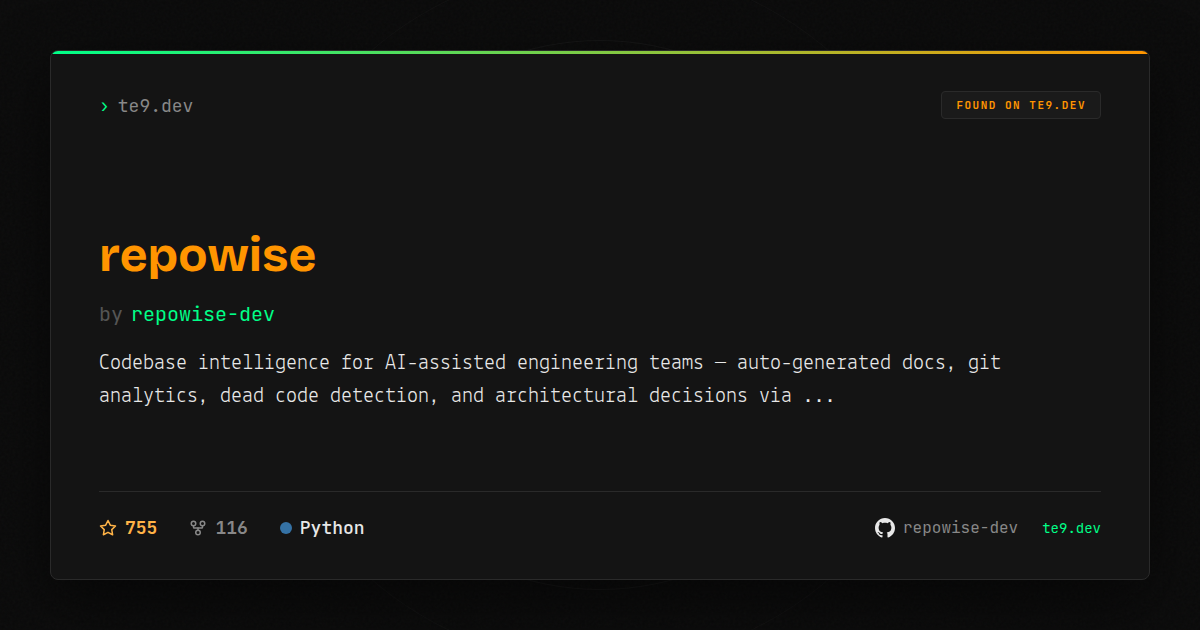 › te9.dev
FOUND ON TE9.DEV
repowise
by repowise-dev
Codebase intelligence for AI-assisted engineering teams — auto-generated docs, git
analytics, dead code detection, and architectural decisions via ...
755 116 Python
repowise-dev te9.dev